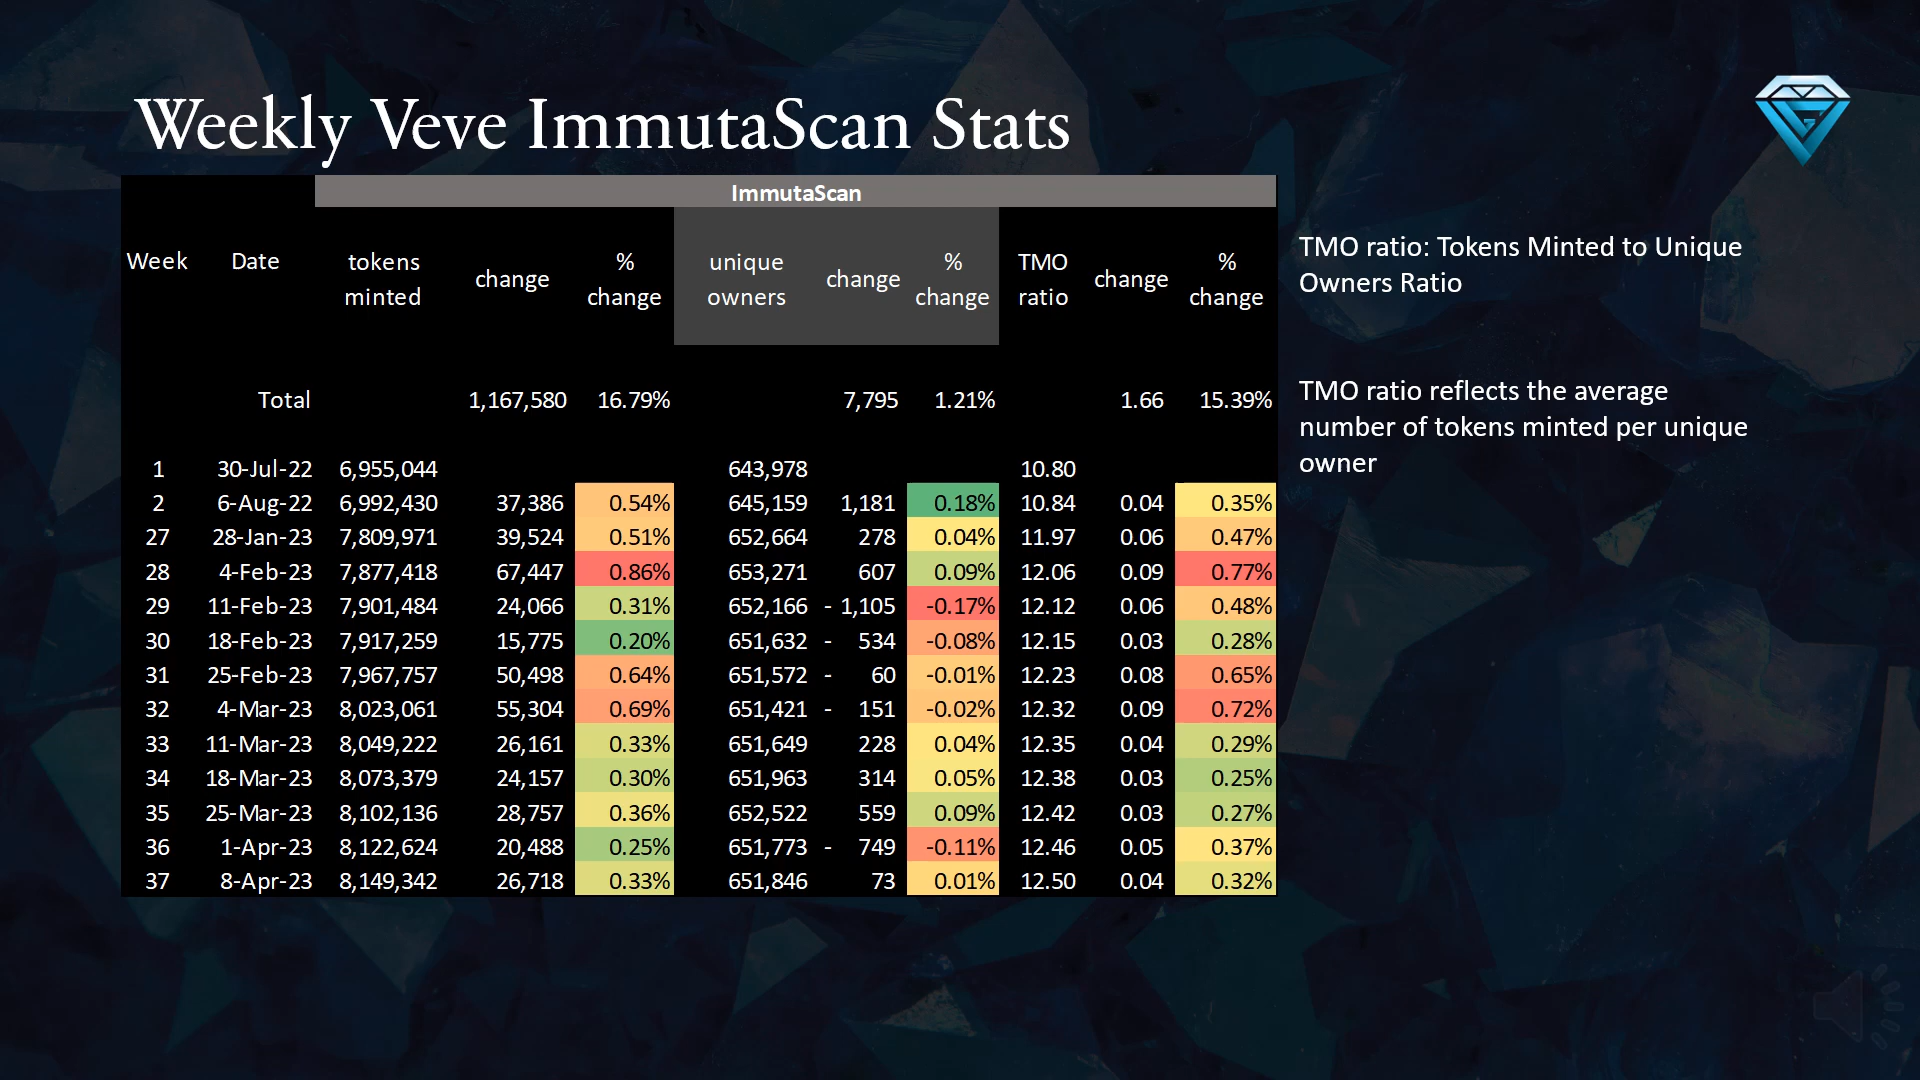 Weekly Veve ImmutaScan Stats
ImmutaScan
Week Date tokens minted change % change unique owners change % change TMO ratio change % change
Total 1,167,580 16.79% 7,795 1.21% 1.66 15.39%
1 30-Jul-22 6,955,044 643,978 10.80
2 6-Aug-22 6,992,430 37,386 0.54% 645,159 1,181 0.18% 10.84 0.04 0.35%
27 28-Jan-23 7,809,971 39,524 0.51% 652,664 278 0.04% 11.97 0.06 0.47%
28 4-Feb-23 7,877,418 67,447 0.86% 653,271 607 0.09% 12.06 0.09 0.77%
29 11-Feb-23 7,901,484 24,066 0.31% 652,166 - 1,105 -0.17% 12.12 0.06 0.48%
30 18-Feb-23 7,917,259 15,775 0.20% 651,632 - 534 -0.08% 12.15 0.03 0.28%
31 25-Feb-23 7,967,757 50,498 0.64% 651,572 - 60 -0.01% 12.23 0.08 0.65%
32 4-Mar-23 8,023,061 55,304 0.69% 651,421 - 151 -0.02% 12.32 0.09 0.72%
33 11-Mar-23 8,049,222 26,161 0.33% 651,649 228 0.04% 12.35 0.04 0.29%
34 18-Mar-23 8,073,379 24,157 0.30% 651,963 314 0.05% 12.38 0.03 0.25%
35 25-Mar-23 8,102,136 28,757 0.36% 652,522 559 0.09% 12.42 0.03 0.27%
36 1-Apr-23 8,122,624 20,488 0.25% 651,773 - 749 -0.11% 12.46 0.05 0.37%
37 8-Apr-23 8,149,342 26,718 0.33% 651,846 73 0.01% 12.50 0.04 0.32%
TMO ratio: Tokens Minted to Unique
Owners Ratio
TMO ratio reflects the average
number of tokens minted per unique
owner